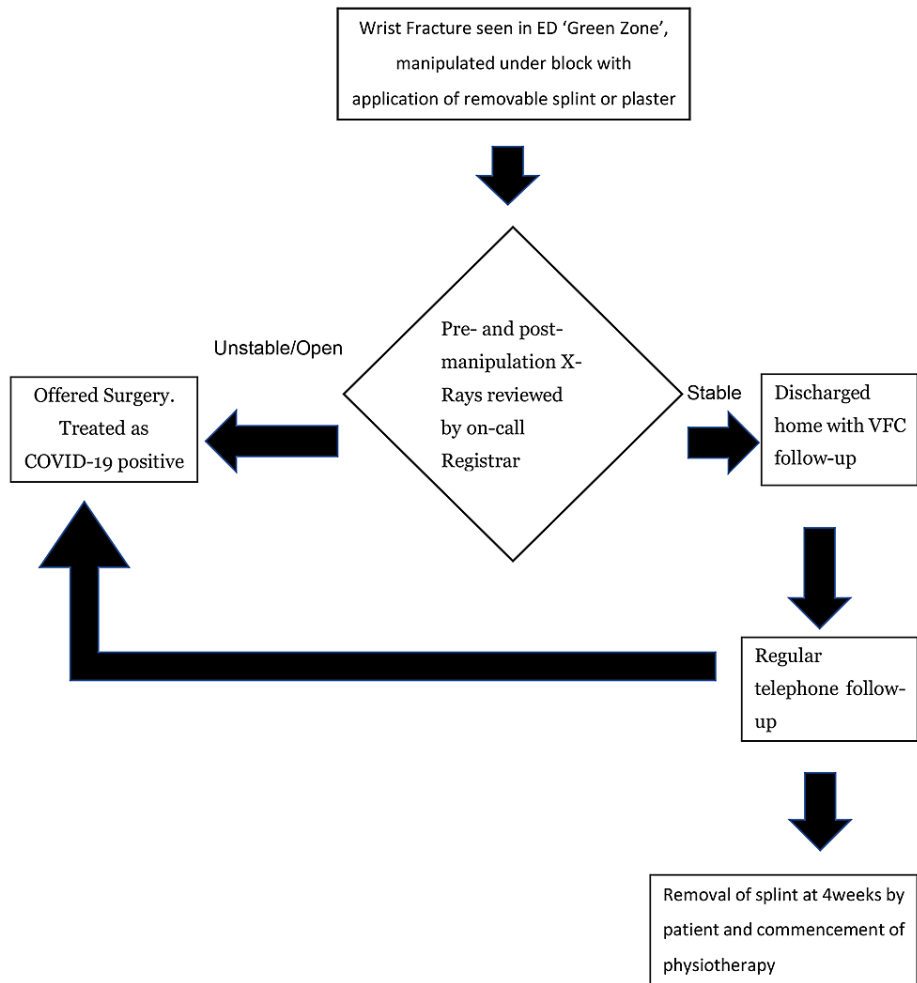 Wrist Fracture seen in ED ‘Green Zone’,
manipulated under block with
application of removable splint or plaster
Pre- and post-
manipulation X-
Rays reviewed
by on-call
Registrar
Unstable/Open
Offered Surgery.
Treated as
COVID-19 positive
Stable
Discharged
home with VFC
follow-up
Regular
telephone follow-
up
Removal of splint at 4weeks by
patient and commencement of
physiotherapy